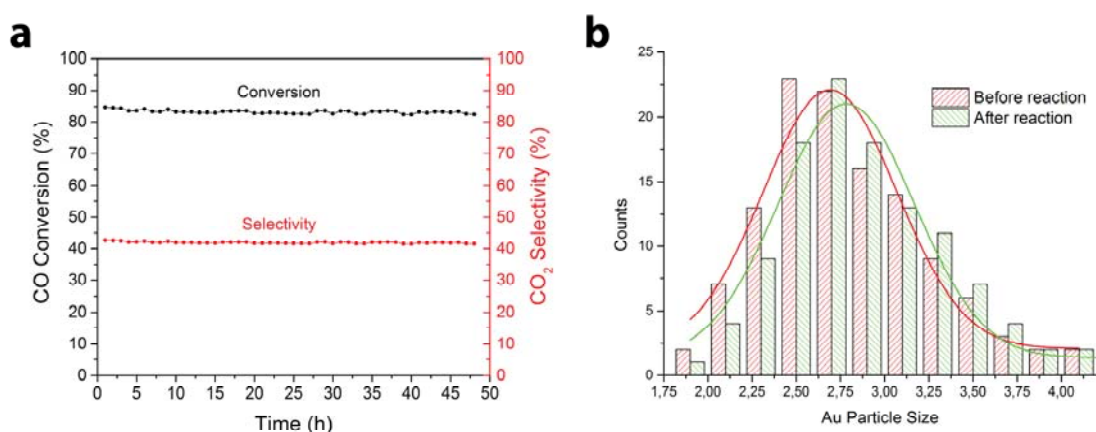 a
100
90
80
70
60
50
40
30
20
10
0
CO Conversion (%)
Conversion
Selectivity
0 5 10 15 20 25 30 35 40 45 50
Time (h)
100
90
80
70
60
50
40
30
20
10
0
CO₂ Selectivity (%)
b
25
20
15
10
5
0
Counts
Before reaction
After reaction
1,75 2,00 2,25 2,50 2,75 3,00 3,25 3,50 3,75 4,00
Au Particle Size